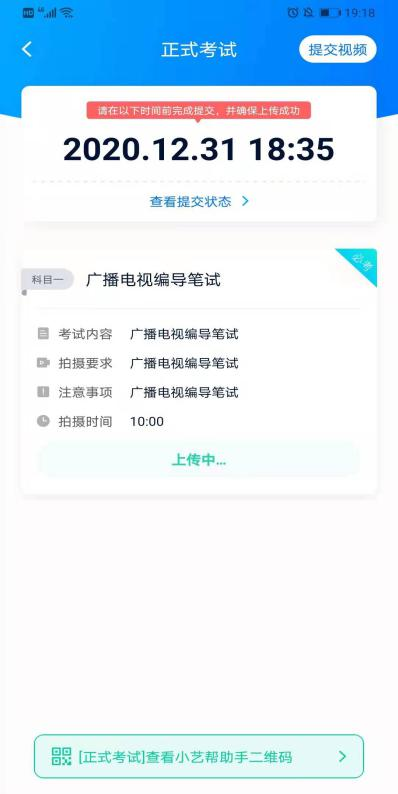 HD 4G 19:18
正式考试
提交视频
请在以下时间前完成提交，并确保上传成功
2020.12.31 18:35
查看提交状态
必考
科目一
广播电视编导笔试
考试内容 广播电视编导笔试
拍摄要求 广播电视编导笔试
注意事项 广播电视编导笔试
拍摄时间 10:00
上传中...
[正式考试]查看小艺帮助手二维码